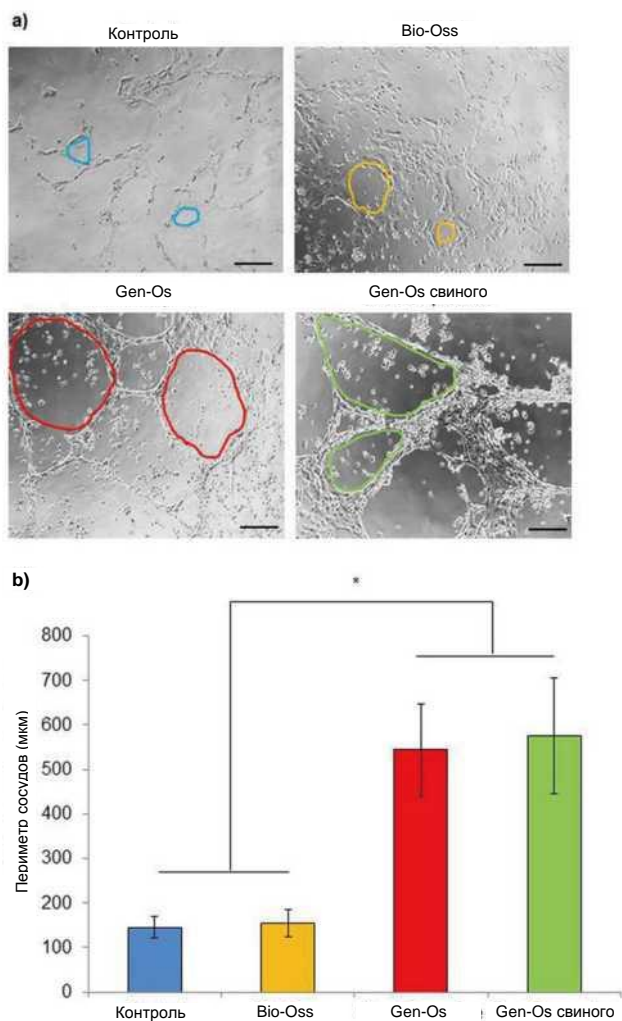 a)
Контроль
Bio-Oss
Gen-Os
Gen-Os свиного
b)
*
Периметр сосудов (мкм)
800
700
600
500
400
300
200
100
0
Контроль
Bio-Oss
Gen-Os
Gen-Os свиного